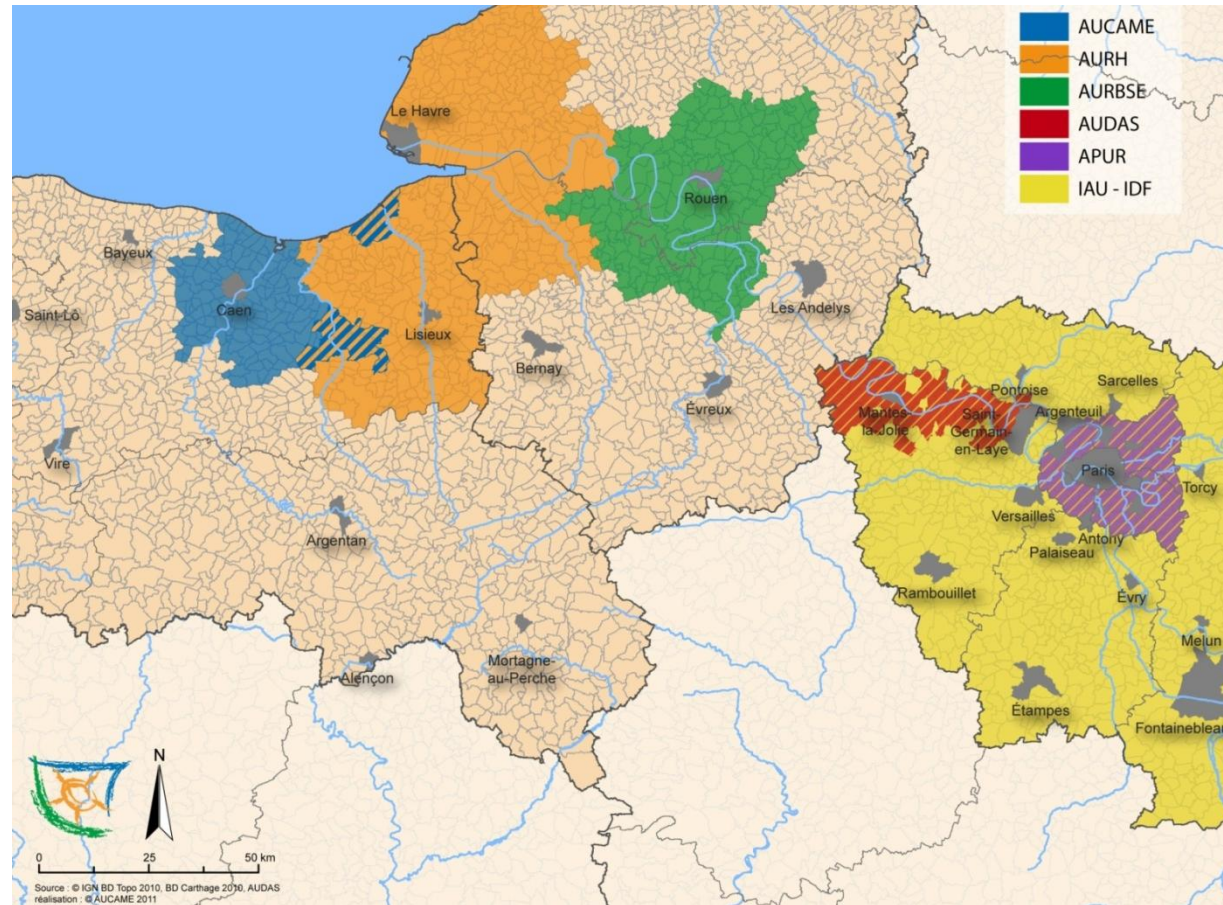 AUCAME
AURH
AURBSE
AUDAS
APUR
IAU - IDF
Le Havre
Rouen
Bayeux
Caen
Saint-Lô
Lisieux
Les Andelys
Bernay
Évreux
Pontoise
Sarcelles
Argenteuil
Mantes-
la-Jolie
Saint-
Germain-
en-Laye
Paris
Torcy
Vire
Versailles
Antony
Palaiseau
Argentan
Rambouillet
Évry
Melun
Mortagne-
au-Perche
Alençon
Étampes
Fontainebleau
N
0 25 50 km
Source : © IGN BD Topo 2010, BD Carthage 2010, AUDAS
réalisation : © AUCAME 2011